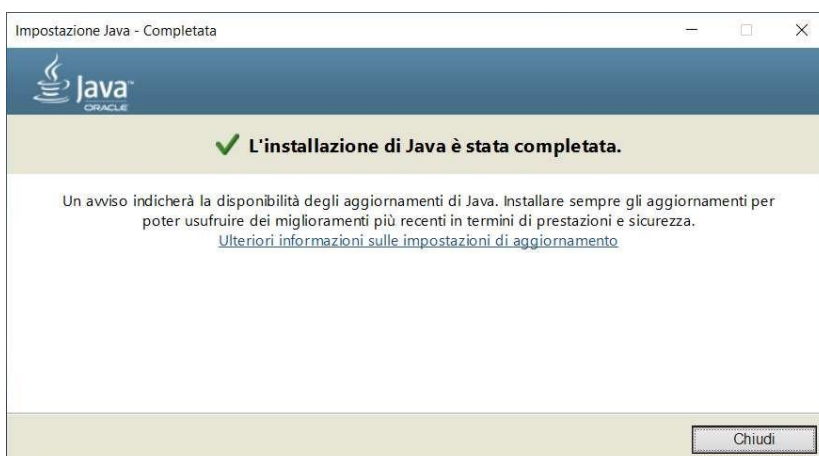 Impostazione Java - Completata
Java™
ORACLE
L'installazione di Java è stata completata.
Un avviso indicherà la disponibilità degli aggiornamenti di Java. Installare sempre gli aggiornamenti per
poter usufruire dei miglioramenti più recenti in termini di prestazioni e sicurezza.
Ulteriori informazioni sulle impostazioni di aggiornamento
Chiudi